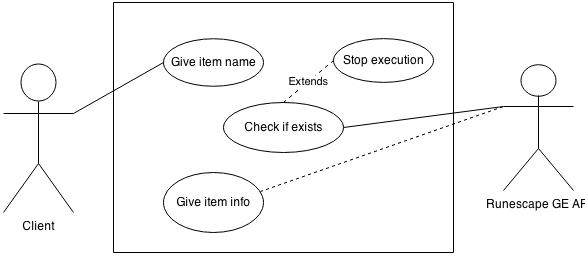 Give item name
Stop execution
Extends
Check if exists
Give item info
Client
Runescape GE AP